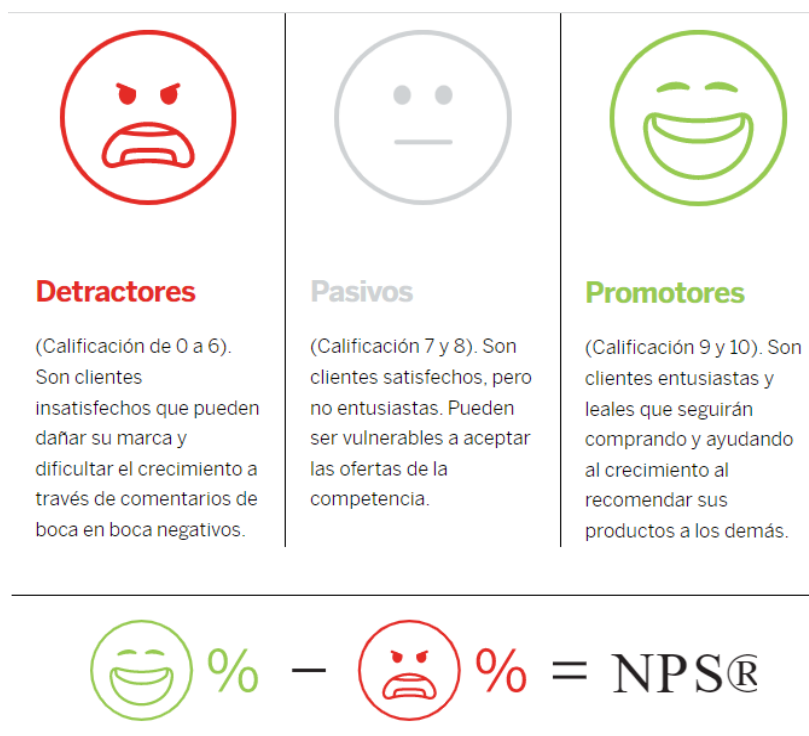 Detractores
(Calificación de 0 a 6).
Son clientes
insatisfechos que pueden
dañar su marca y
dificultar el crecimiento a
través de comentarios de
boca en boca negativos.
Pasivos
(Calificación 7 y 8). Son
clientes satisfechos, pero
no entusiastas. Pueden
ser vulnerables a aceptar
las ofertas de la
competencia.
Promotores
(Calificación 9 y 10). Son
clientes entusiastas y
leales que seguirán
comprando y ayudando
al crecimiento al
recomendar sus
productos a los demás.
% − % = NPS®